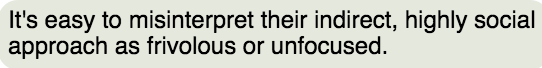 It's easy to misinterpret their indirect, highly social
approach as frivolous or unfocused.